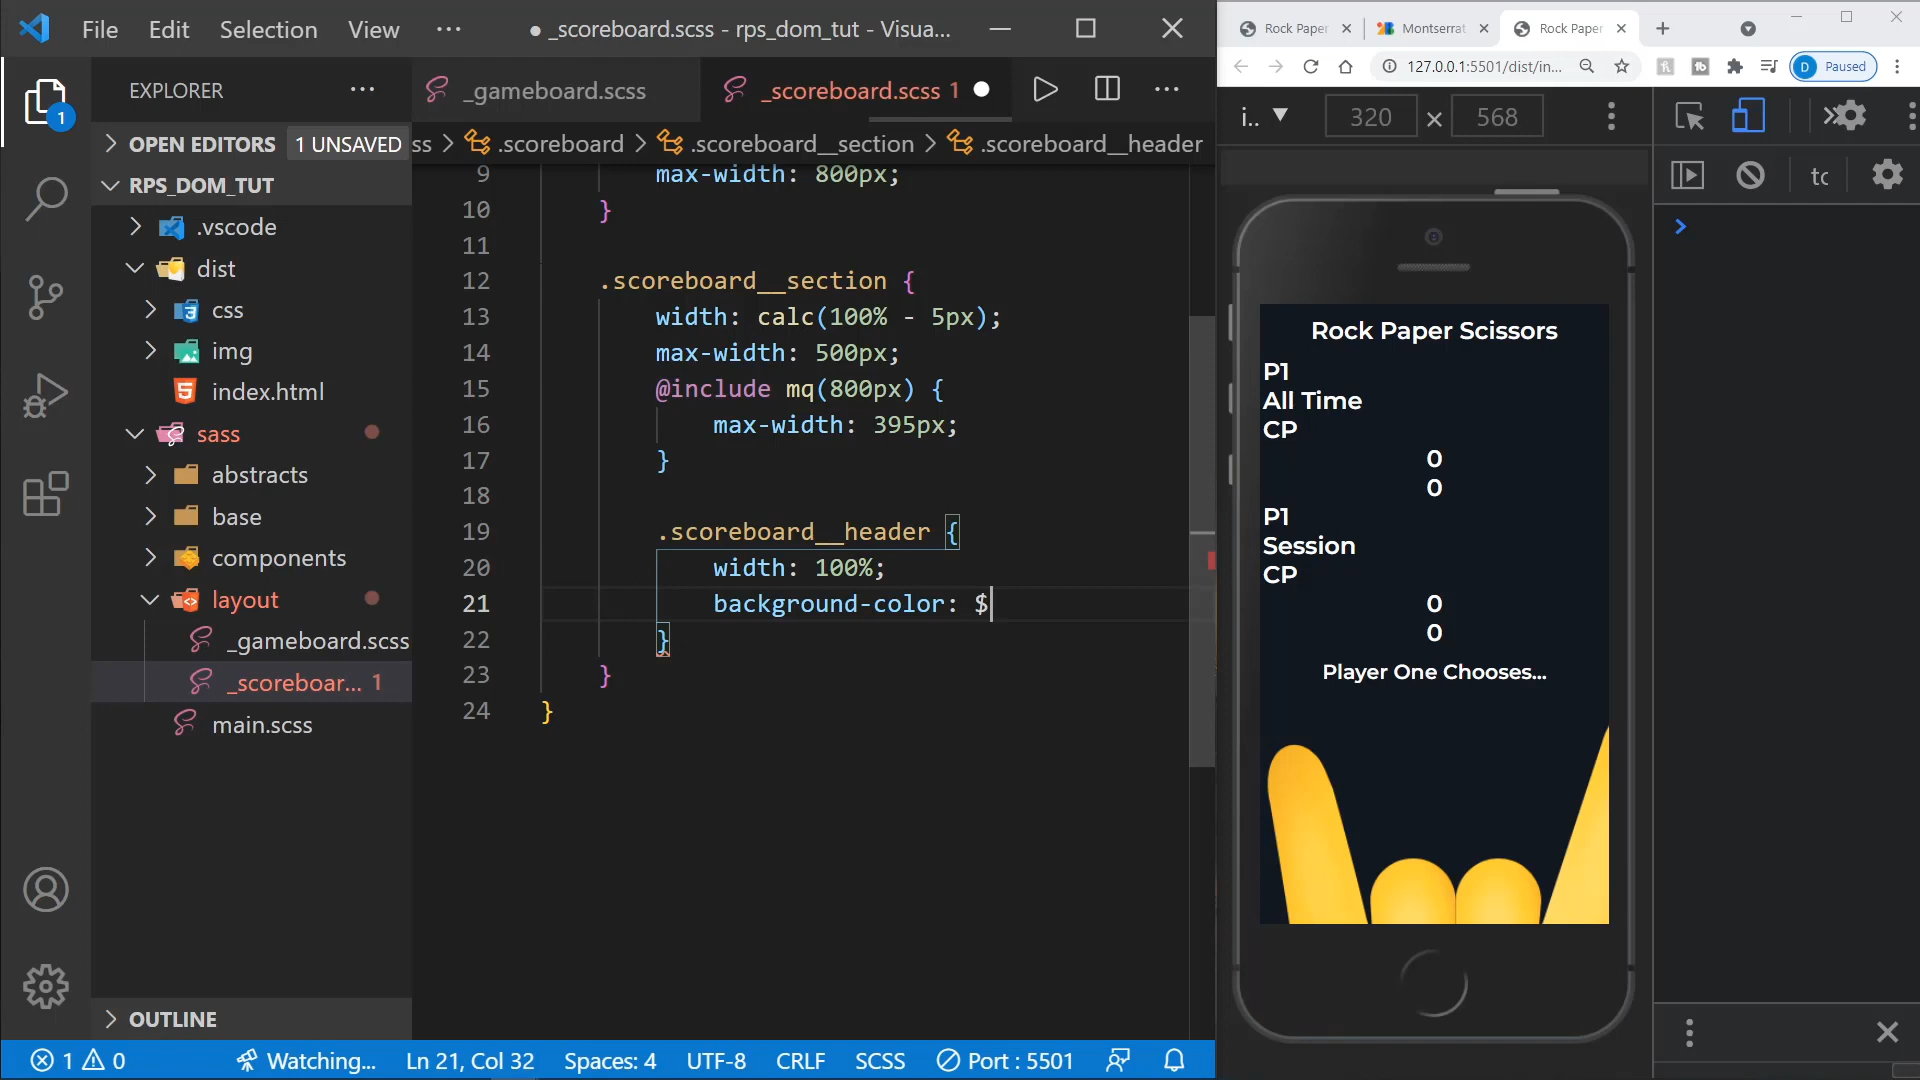 File Edit Selection View ··· ● _scoreboard.scss - rps_dom_tut - Visua...
EXPLORER ···
_gameboard.scss
_scoreboard.scss 1
OPEN EDITORS 1 UNSAVED
ss > .scoreboard > .scoreboard__section > .scoreboard__header
RPS_DOM_TUT
.vscode
dist
css
img
index.html
sass
abstracts
base
components
layout
_gameboard.scss
_scoreboar... 1
main.scss
OUTLINE
1
9 max-width: 800px;
10 }
11
12 .scoreboard__section {
13 width: calc(100% - 5px);
14 max-width: 500px;
15 @include mq(800px) {
16 max-width: 395px;
17 }
18
19 .scoreboard__header {
20 width: 100%;
21 background-color: $
22 }
23 }
24 }
1 0 Watching... Ln 21, Col 32 Spaces: 4 UTF-8 CRLF SCSS Port : 5501
Rock Paper Montserrat Rock Paper
127.0.0.1:5501/dist/in... D Paused
i.. ▼ 320 × 568
Rock Paper Scissors
P1
All Time
CP
0
0
P1
Session
CP
0
0
Player One Chooses...